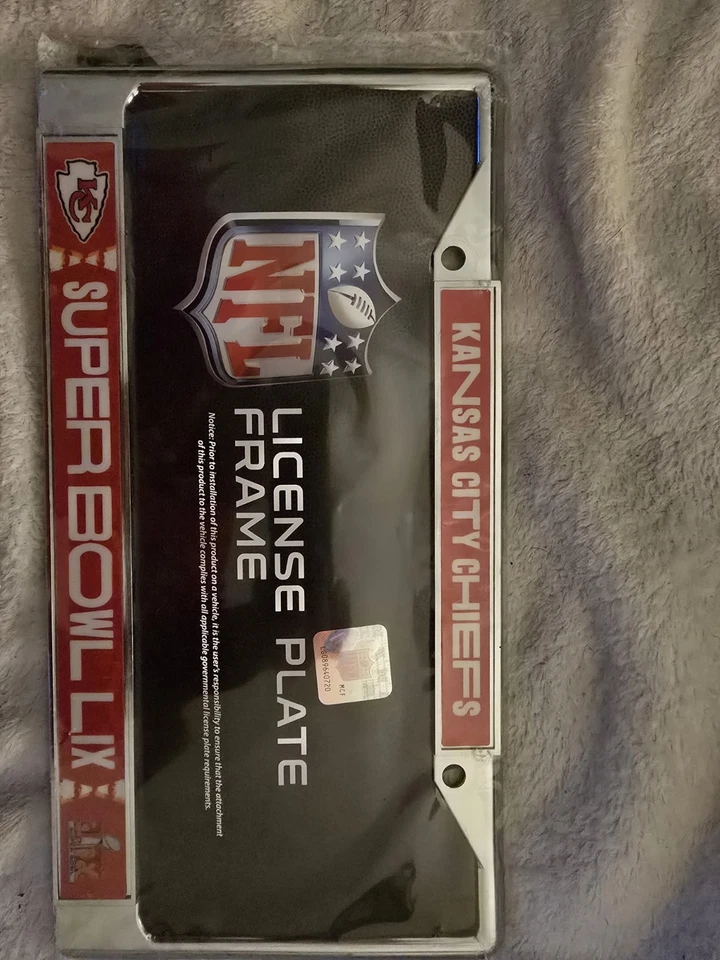 KANSAS CITY CHIEFS
NFL
LICENSE PLATE
FRAME
Notice: Prior to installation of this product on a vehicle, it is the user's responsibility to ensure that the attachment
of this product to the vehicle complies with all applicable governmental license plate requirements.
MCF
KC
SUPER BOWL LIX
LIX